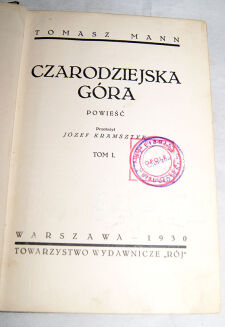 TOMASZ MANN
CZARODZIEJSKA
GÓRA
POWIEŚĆ
Przełożył
JÓZEF KRAMSZTYK
TOM I.
WARSZAWA — 1930
TOWARZYSTWO WYDAWNICZE „RÓJ”